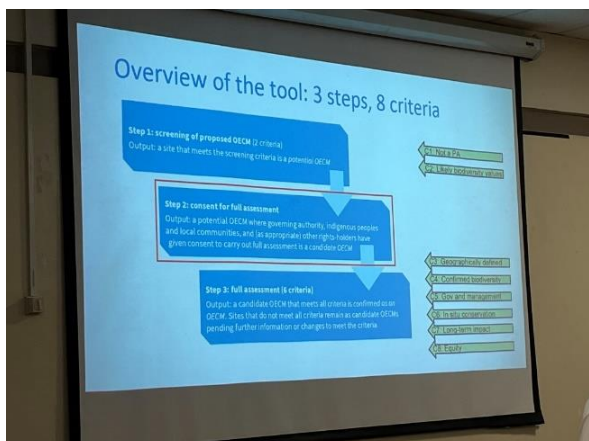 Overview of the tool: 3 steps, 8 criteria
Step 1: screening of proposed OECM (2 criteria)
Output: a site that meets the screening criteria is a potential OECM
C1. Not a PA
C2. Likely biodiversity values
Step 2: consent for full assessment
Output: a potential OECM where governing authority, indigenous peoples
and local communities, and (as appropriate) other rights-holders have
given consent to carry out full assessment is a candidate OECM
Step 3: full assessment (6 criteria)
Output: a candidate OECM that meets all criteria is confirmed as an
OECM. Sites that do not meet all criteria remain as candidate OECMs,
pending further information or changes to meet the criteria
C3. Geographically defined
C4. Confirmed biodiversity
C5. Gov and management
C6. In situ conservation
C7. Long-term impact
C8. Equity